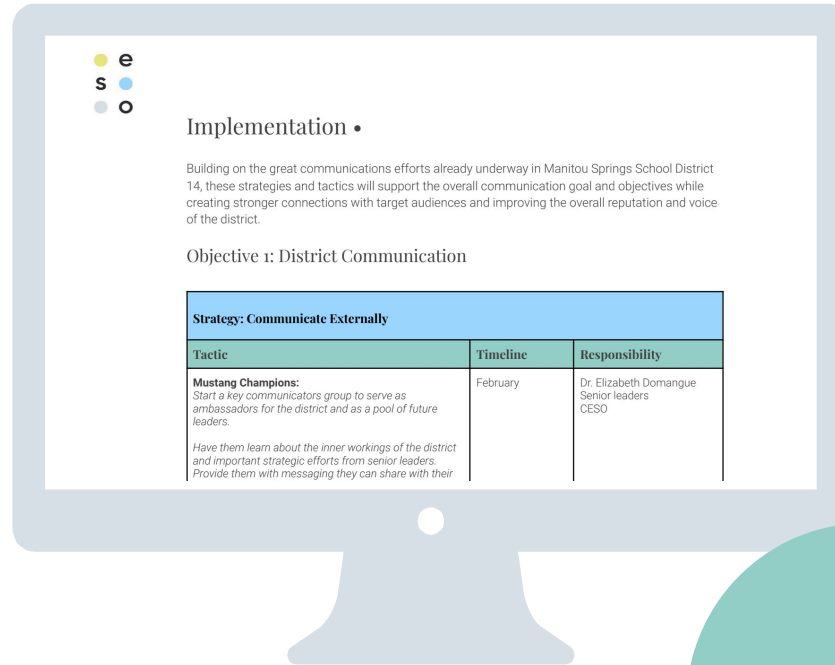 e
s
o
Implementation •
Building on the great communications efforts already underway in Manitou Springs School District
14, these strategies and tactics will support the overall communication goal and objectives while
creating stronger connections with target audiences and improving the overall reputation and voice
of the district.
Objective 1: District Communication
Strategy: Communicate Externally
Tactic Timeline Responsibility
Mustang Champions:
Start a key communicators group to serve as
ambassadors for the district and as a pool of future
leaders.
Have them learn about the inner workings of the district
and important strategic efforts from senior leaders.
Provide them with messaging they can share with their
February
Dr. Elizabeth Domangue
Senior leaders
CESO